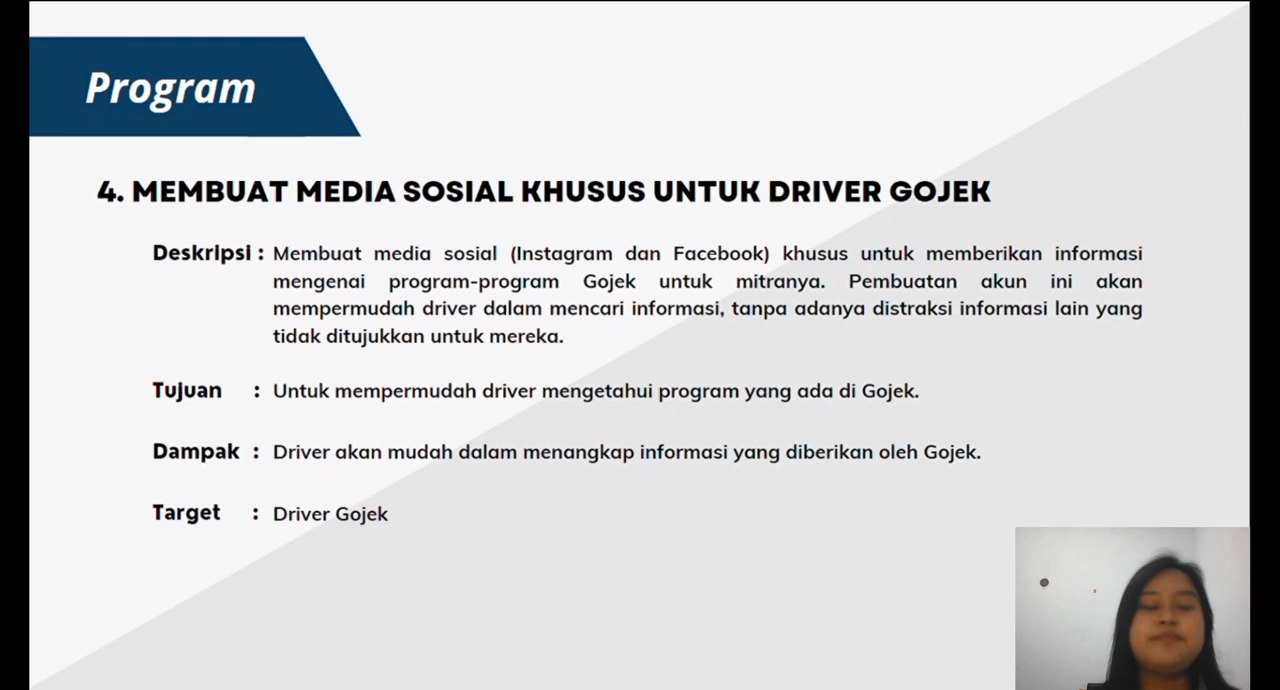 Program
4. MEMBUAT MEDIA SOSIAL KHUSUS UNTUK DRIVER GOJEK
Deskripsi : Membuat media sosial (Instagram dan Facebook) khusus untuk memberikan informasi
mengenai program-program Gojek untuk mitranya. Pembuatan akun ini akan
mempermudah driver dalam mencari informasi, tanpa adanya distraksi informasi lain yang
tidak ditujukkan untuk mereka.
Tujuan : Untuk mempermudah driver mengetahui program yang ada di Gojek.
Dampak : Driver akan mudah dalam menangkap informasi yang diberikan oleh Gojek.
Target : Driver Gojek